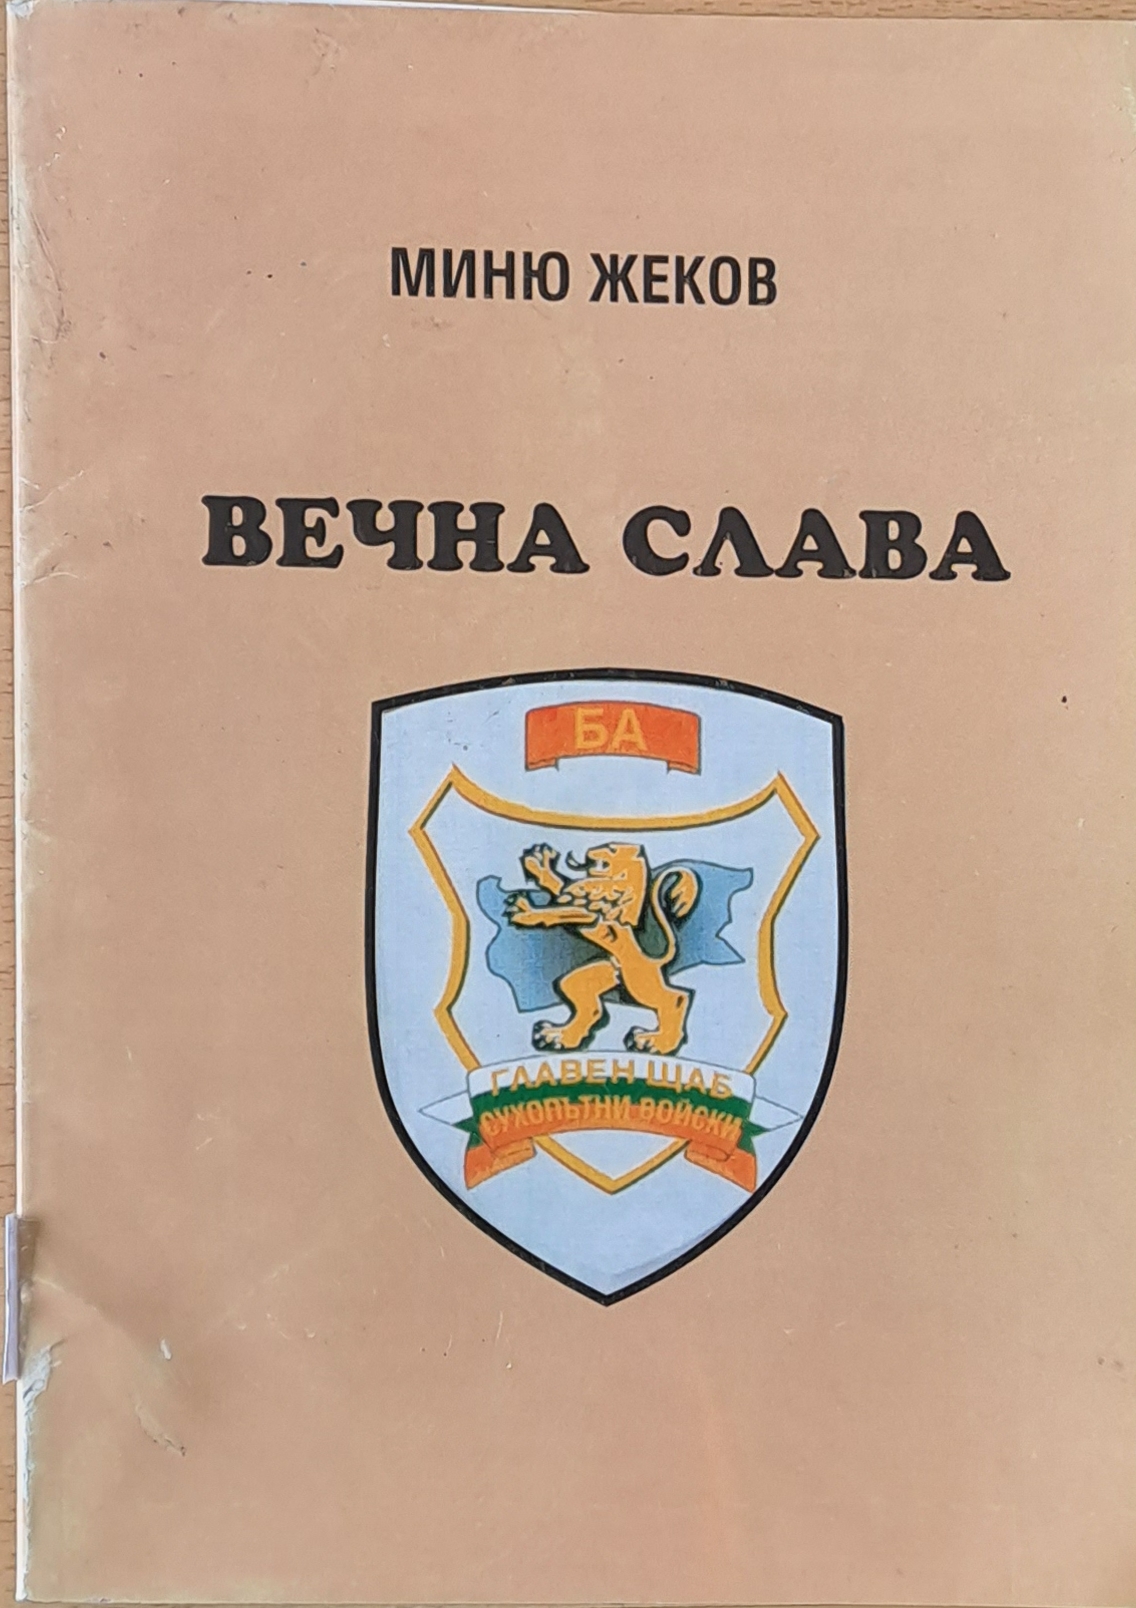 МИНЮ ЖЕКОВ
ВЕЧНА СЛАВА
БА
ГЛАВЕН ЩАБ
СУХОПЪТНИ ВОЙСКИ